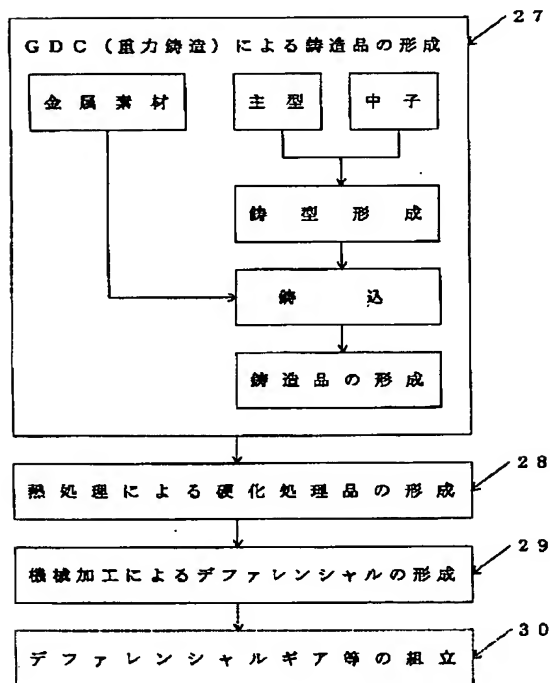 27
GDC(重力鋳造)による鋳造品の形成
金属素材
主型
中子
鋳型形成
鋳込
鋳造品の形成
28
熱処理による硬化処理品の形成
29
機械加工によるデファレンシャルの形成
30
デファレンシャルギア等の組立